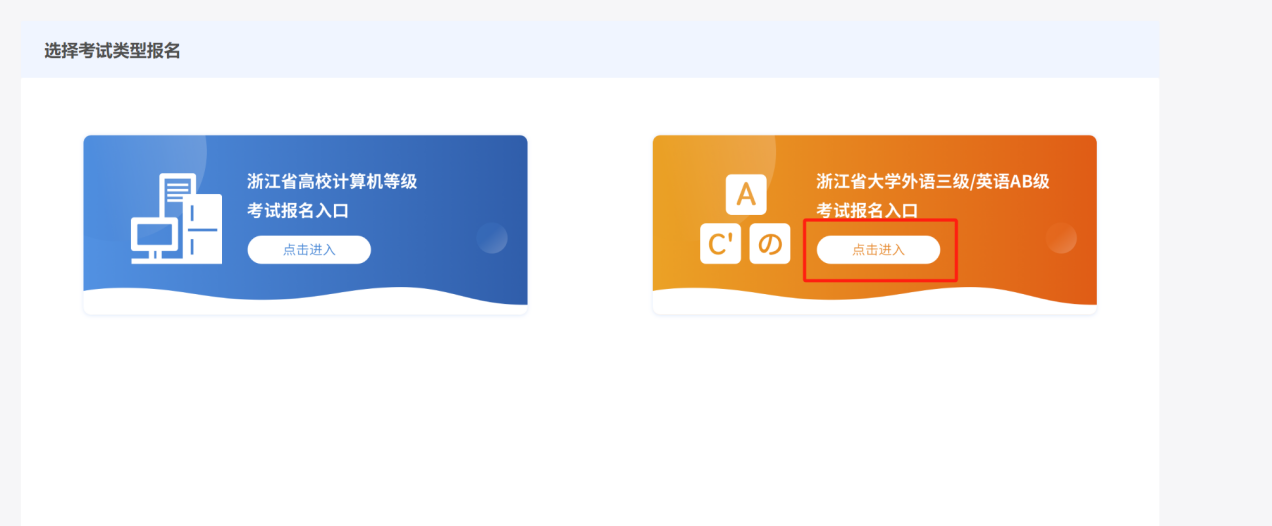 选择考试类型报名
浙江省高校计算机等级
考试报名入口
点击进入
A
C' の
浙江省大学外语三级/英语AB级
考试报名入口
点击进入